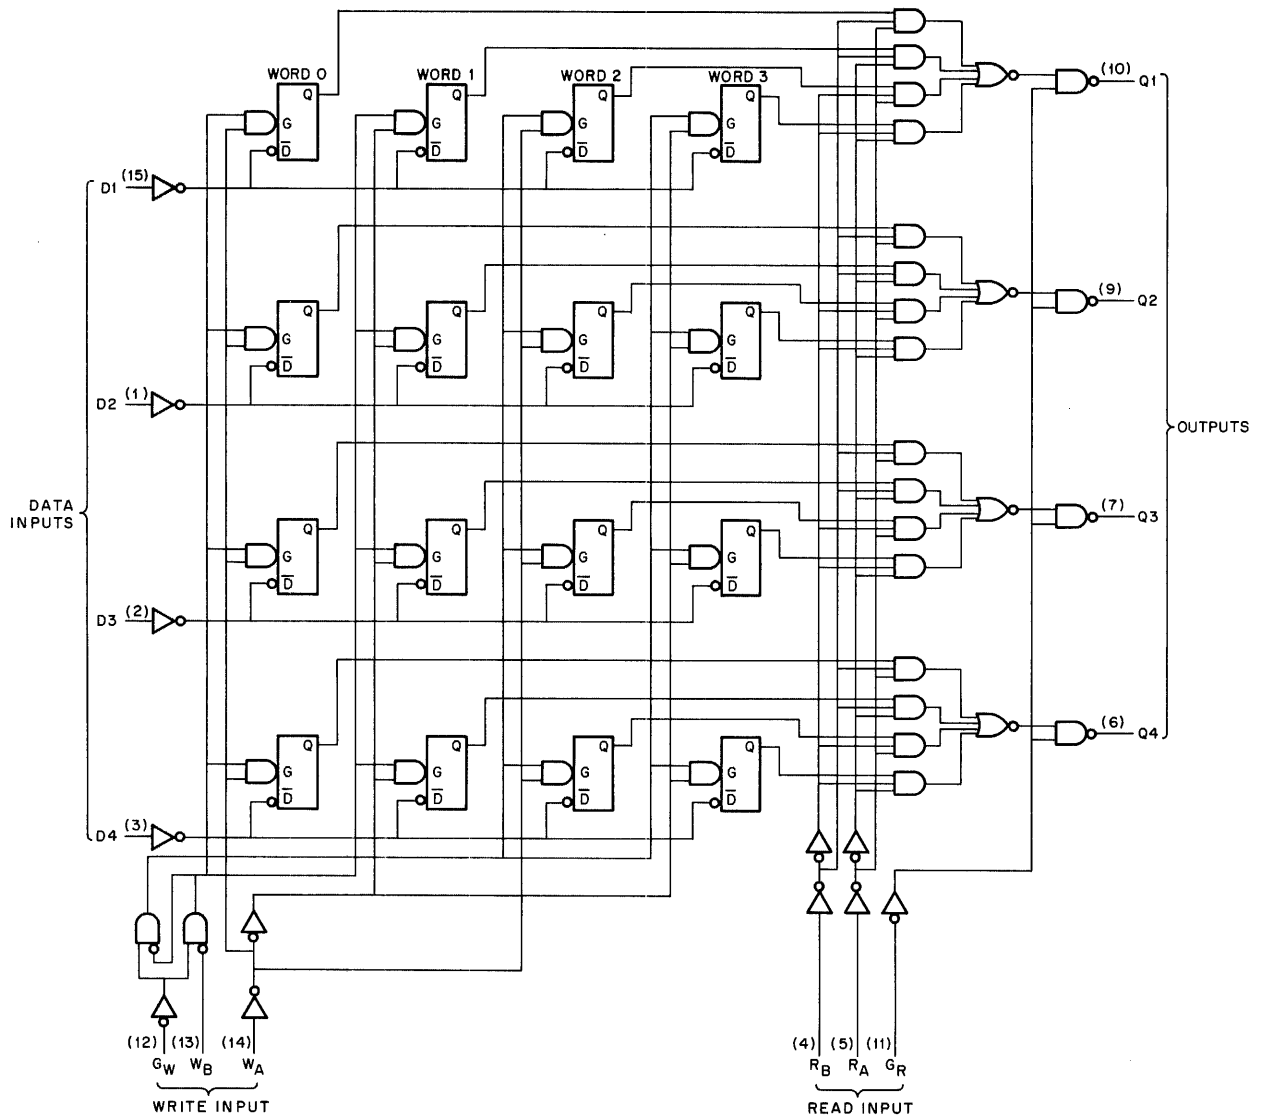 WORD 0 WORD 1 WORD 2 WORD 3
Q Q Q Q
G G G G
D̅ D̅ D̅ D̅
D1 (15)
(10) Q1
Q Q Q Q
G G G G
D̅ D̅ D̅ D̅
D2 (1)
(9) Q2
DATA
INPUTS
OUTPUTS
Q Q Q Q
G G G G
D̅ D̅ D̅ D̅
D3 (2)
(7) Q3
Q Q Q Q
G G G G
D̅ D̅ D̅ D̅
D4 (3)
(6) Q4
(12) (13) (14)
GW WB WA
WRITE INPUT
(4) (5) (11)
RB RA GR
READ INPUT